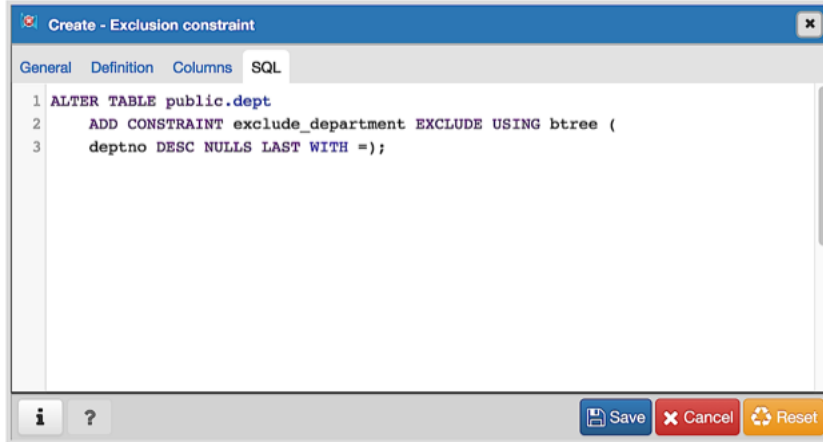 Create - Exclusion constraint
General Definition Columns SQL
1 ALTER TABLE public.dept
2 ADD CONSTRAINT exclude_department EXCLUDE USING btree (
3 deptno DESC NULLS LAST WITH =);
i ? Save Cancel Reset